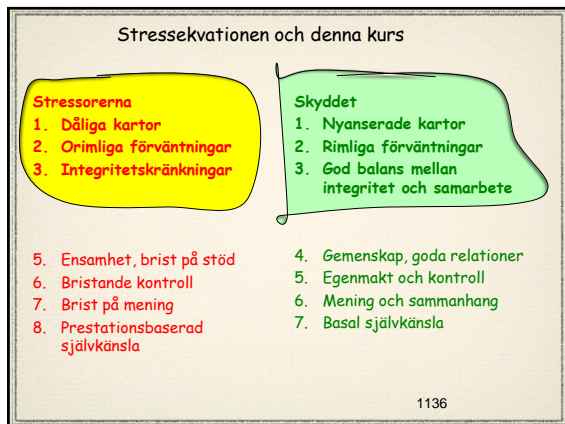 Stressekvationen och denna kurs
Stressorerna
1. Dåliga kartor
2. Orimliga förväntningar
3. Integritetskränkningar
Skyddet
1. Nyanserade kartor
2. Rimliga förväntningar
3. God balans mellan
integritet och samarbete
5. Ensamhet, brist på stöd
6. Bristande kontroll
7. Brist på mening
8. Prestationsbaserad
självkänsla
4. Gemenskap, goda relationer
5. Egenmakt och kontroll
6. Mening och sammanhang
7. Basal självkänsla
1136